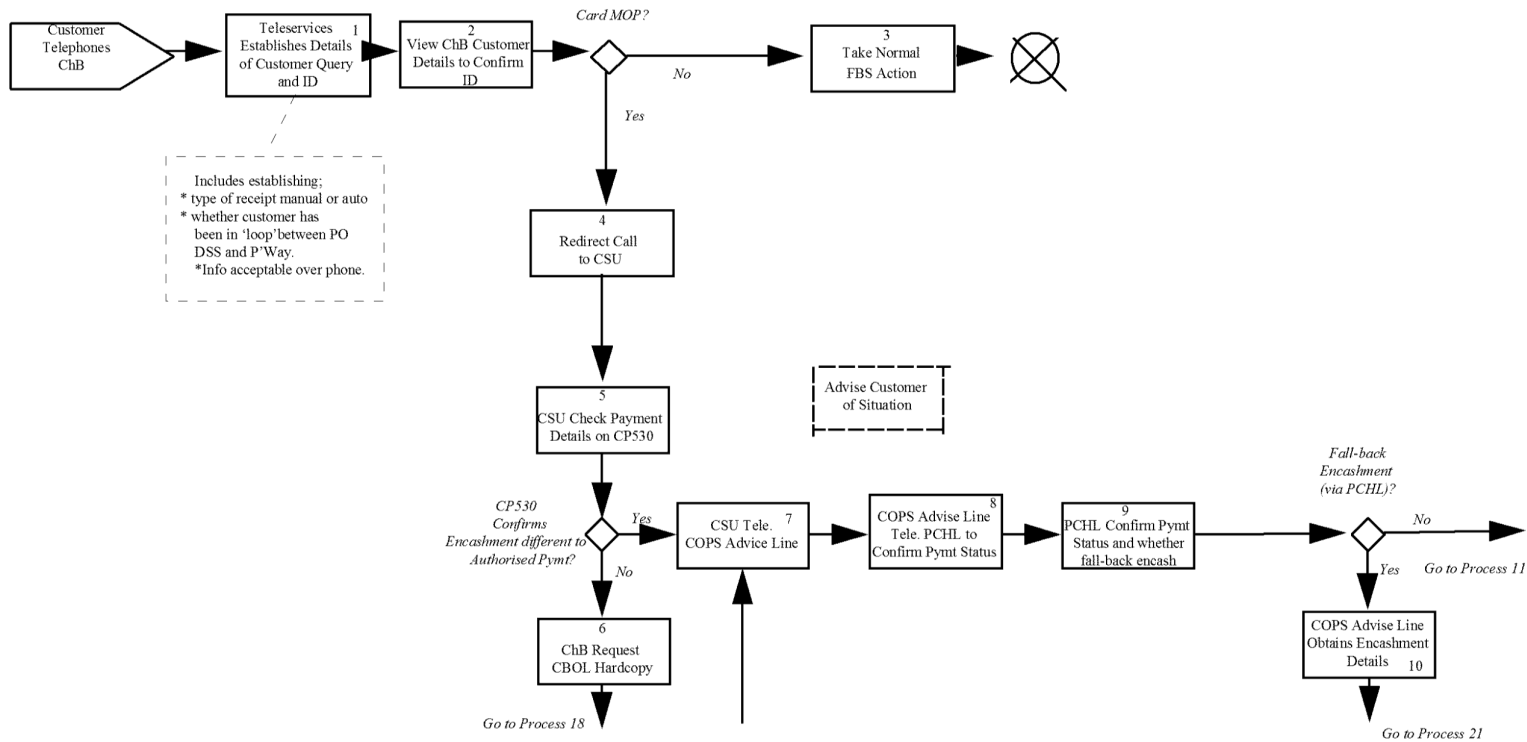 Customer
Telephones
ChB
Teleservices 1
Establishes Details
of Customer Query
and ID
2
View ChB Customer
Details to Confirm
ID
Card MOP?
No
Yes
3
Take Normal
FBS Action
Includes establishing;
* type of receipt manual or auto
* whether customer has
been in ‘loop’between PO
DSS and P’Way.
*Info acceptable over phone.
4
Redirect Call
to CSU
5
CSU Check Payment
Details on CP530
Advise Customer
of Situation
CP530
Confirms
Encashment different to
Authorised Pymt?
Yes
No
6
ChB Request
CBOL Hardcopy
Go to Process 18
CSU Tele. 7
COPS Advice Line
8
COPS Advise Line
Tele. PCHL to
Confirm Pymt Status
9
PCHL Confirm Pymt
Status and whether
fall-back encash
Fall-back
Encashment
(via PCHL)?
No
Go to Process 11
Yes
COPS Advise Line
Obtains Encashment
Details 10
Go to Process 21